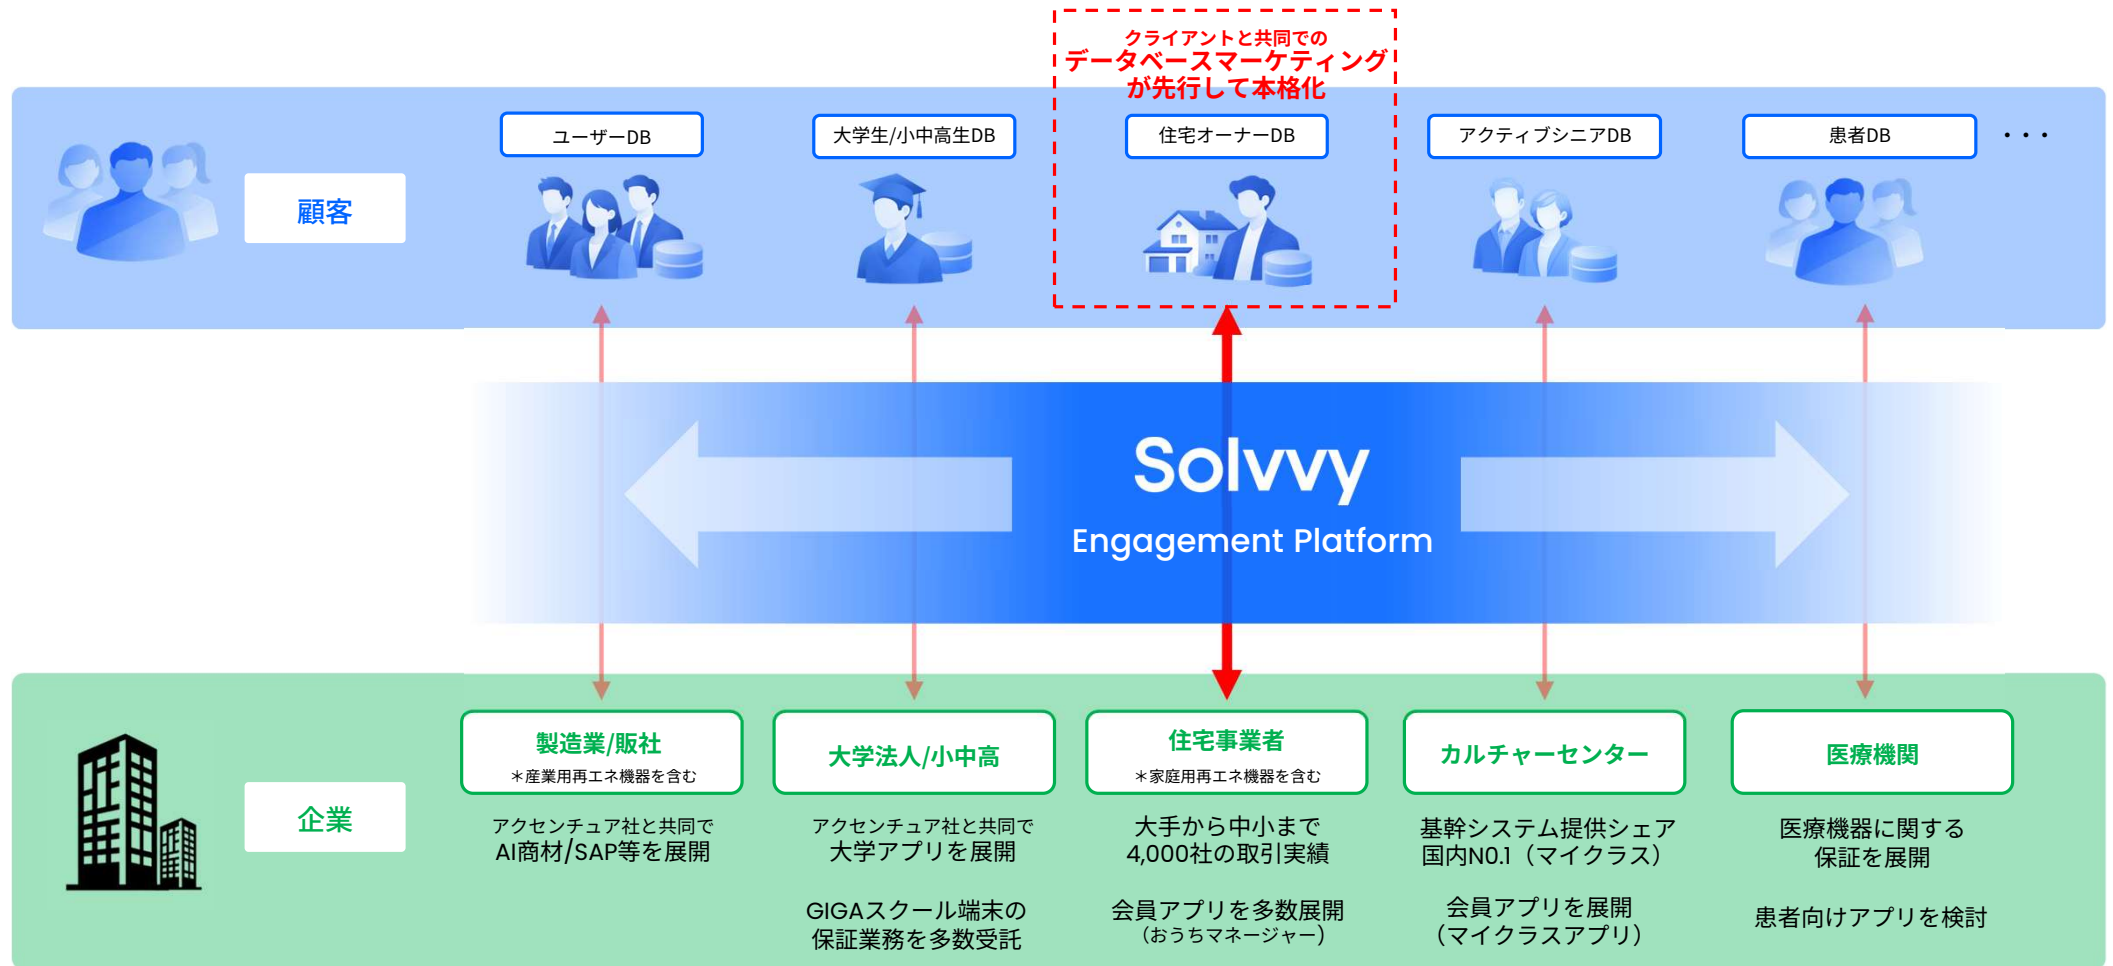 クライアントと共同での
データベースマーケティング
が先行して本格化
ユーザーDB
大学生/小中高生DB
住宅オーナーDB
アクティブシニアDB
患者DB
・・・
顧客
Solvvy
Engagement Platform
企業
製造業/販社
＊産業用再エネ機器を含む
アクセンチュア社と共同で
AI商材/SAP等を展開
大学法人/小中高
アクセンチュア社と共同で
大学アプリを展開
GIGAスクール端末の
保証業務を多数受託
住宅事業者
＊家庭用再エネ機器を含む
大手から中小まで
4,000社の取引実績
会員アプリを多数展開
（おうちマネージャー）
カルチャーセンター
基幹システム提供シェア
国内N0.1（マイクラス）
会員アプリを展開
（マイクラスアプリ）
医療機関
医療機器に関する
保証を展開
患者向けアプリを検討